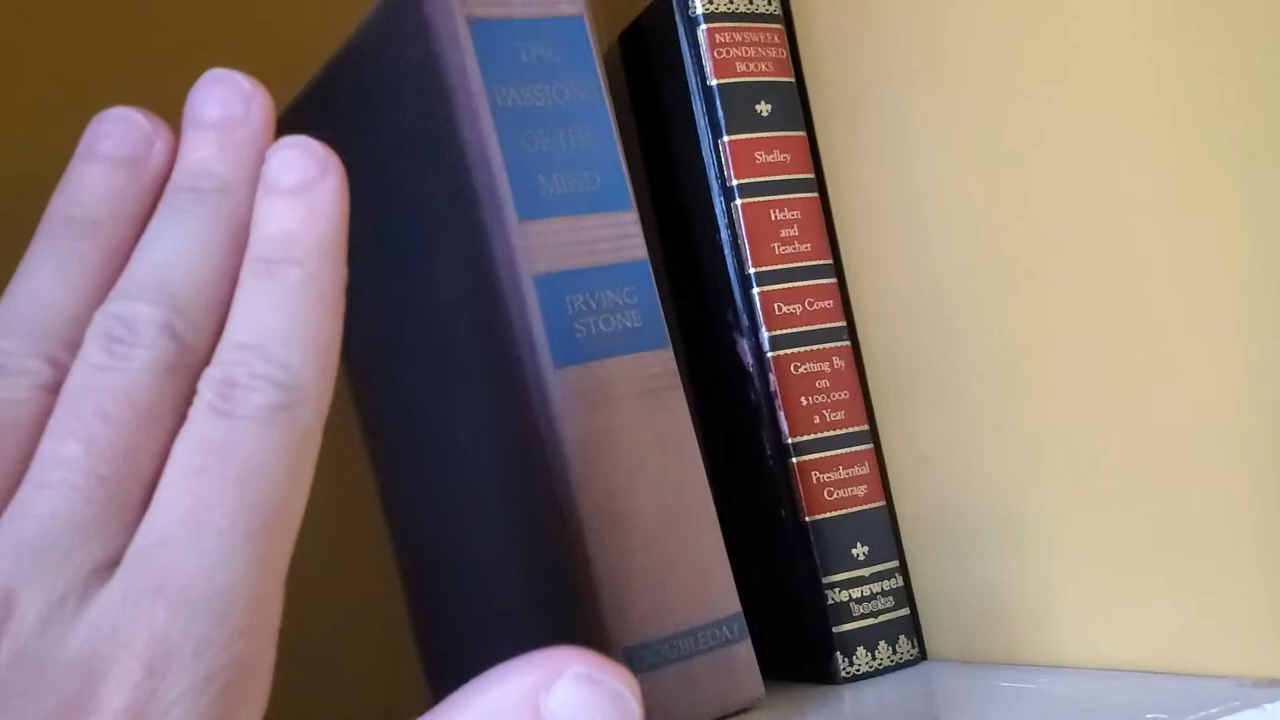 THE
PASSION
OF THE
MIND
IRVING
STONE
DOUBLEDAY
NEWSWEEK
CONDENSED
BOOKS
Shelley
Helen
and
Teacher
Deep Cover
Getting By
on
$100,000
a Year
Presidential
Courage
Newsweek
books